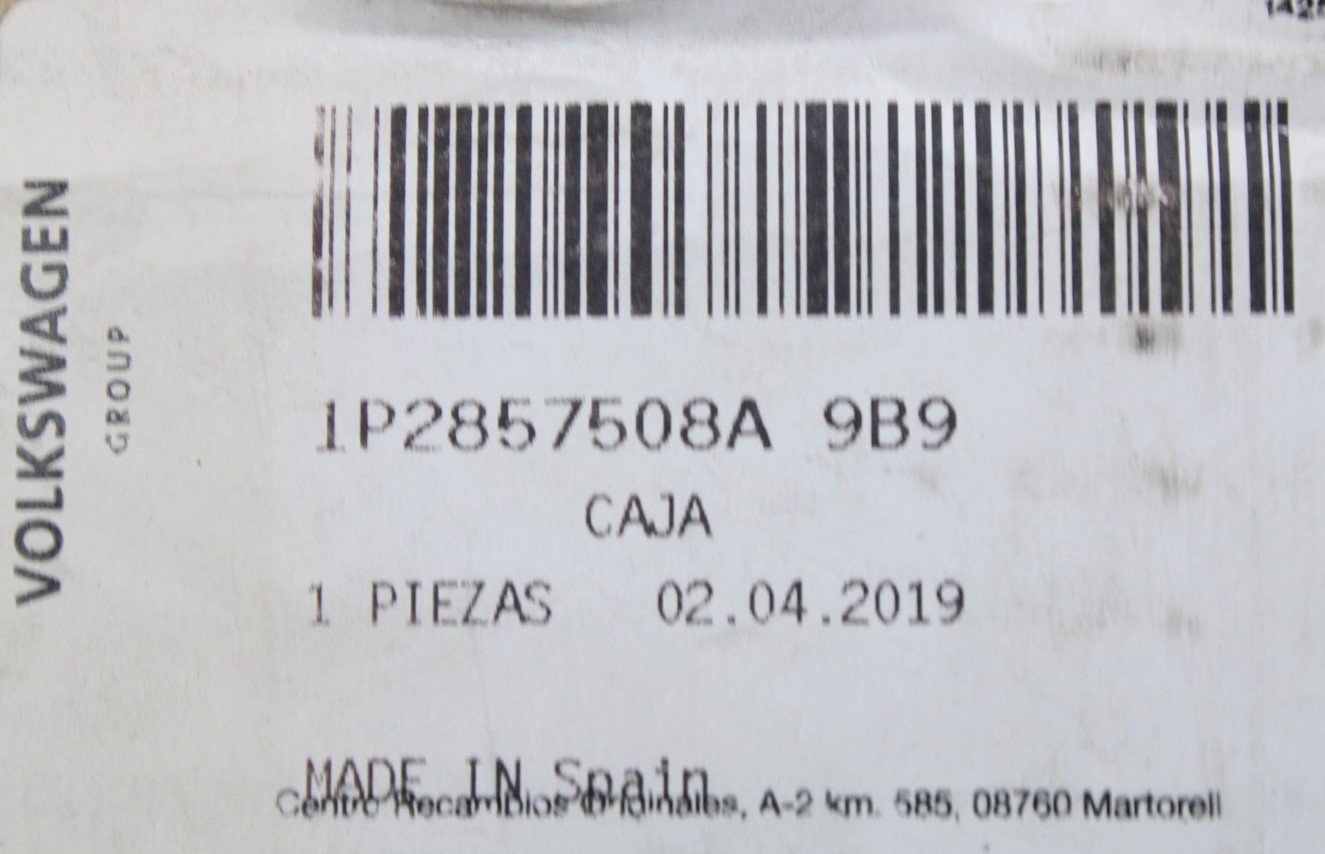 VOLKSWAGEN
GROUP
1P2857508A 9B9
CAJA
1 PIEZAS 02.04.2019
MADE IN Spain
Centro Recambios Originales, A-2 km. 585, 08760 Martorell